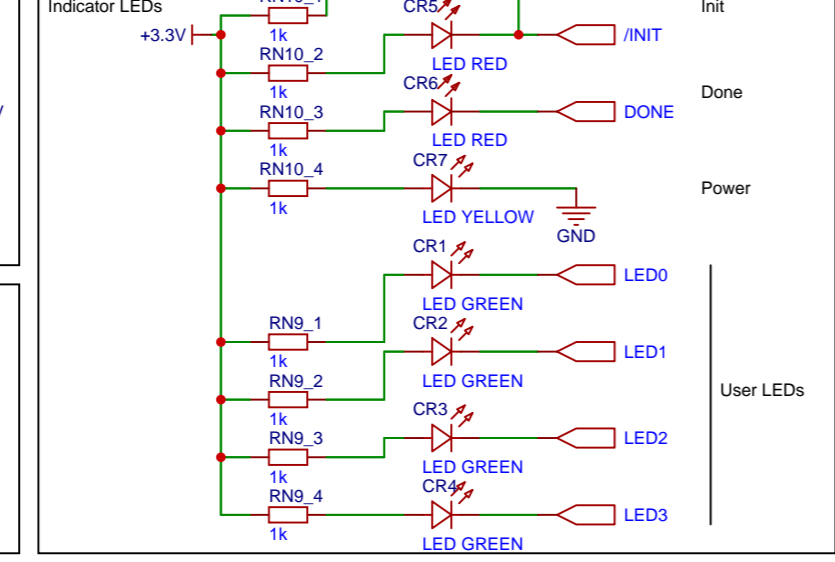 Indicator LEDs
CR5
Init
+3.3V
1k
/INIT
RN10_2
LED RED
1k
CR6
Done
RN10_3
DONE
1k
LED RED
RN10_4
CR7
Power
1k
LED YELLOW
GND
CR1
LED0
LED GREEN
RN9_1
CR2
1k
LED1
RN9_2
LED GREEN
User LEDs
1k
CR3
RN9_3
LED2
1k
LED GREEN
RN9_4
CR4
LED3
1k
LED GREEN